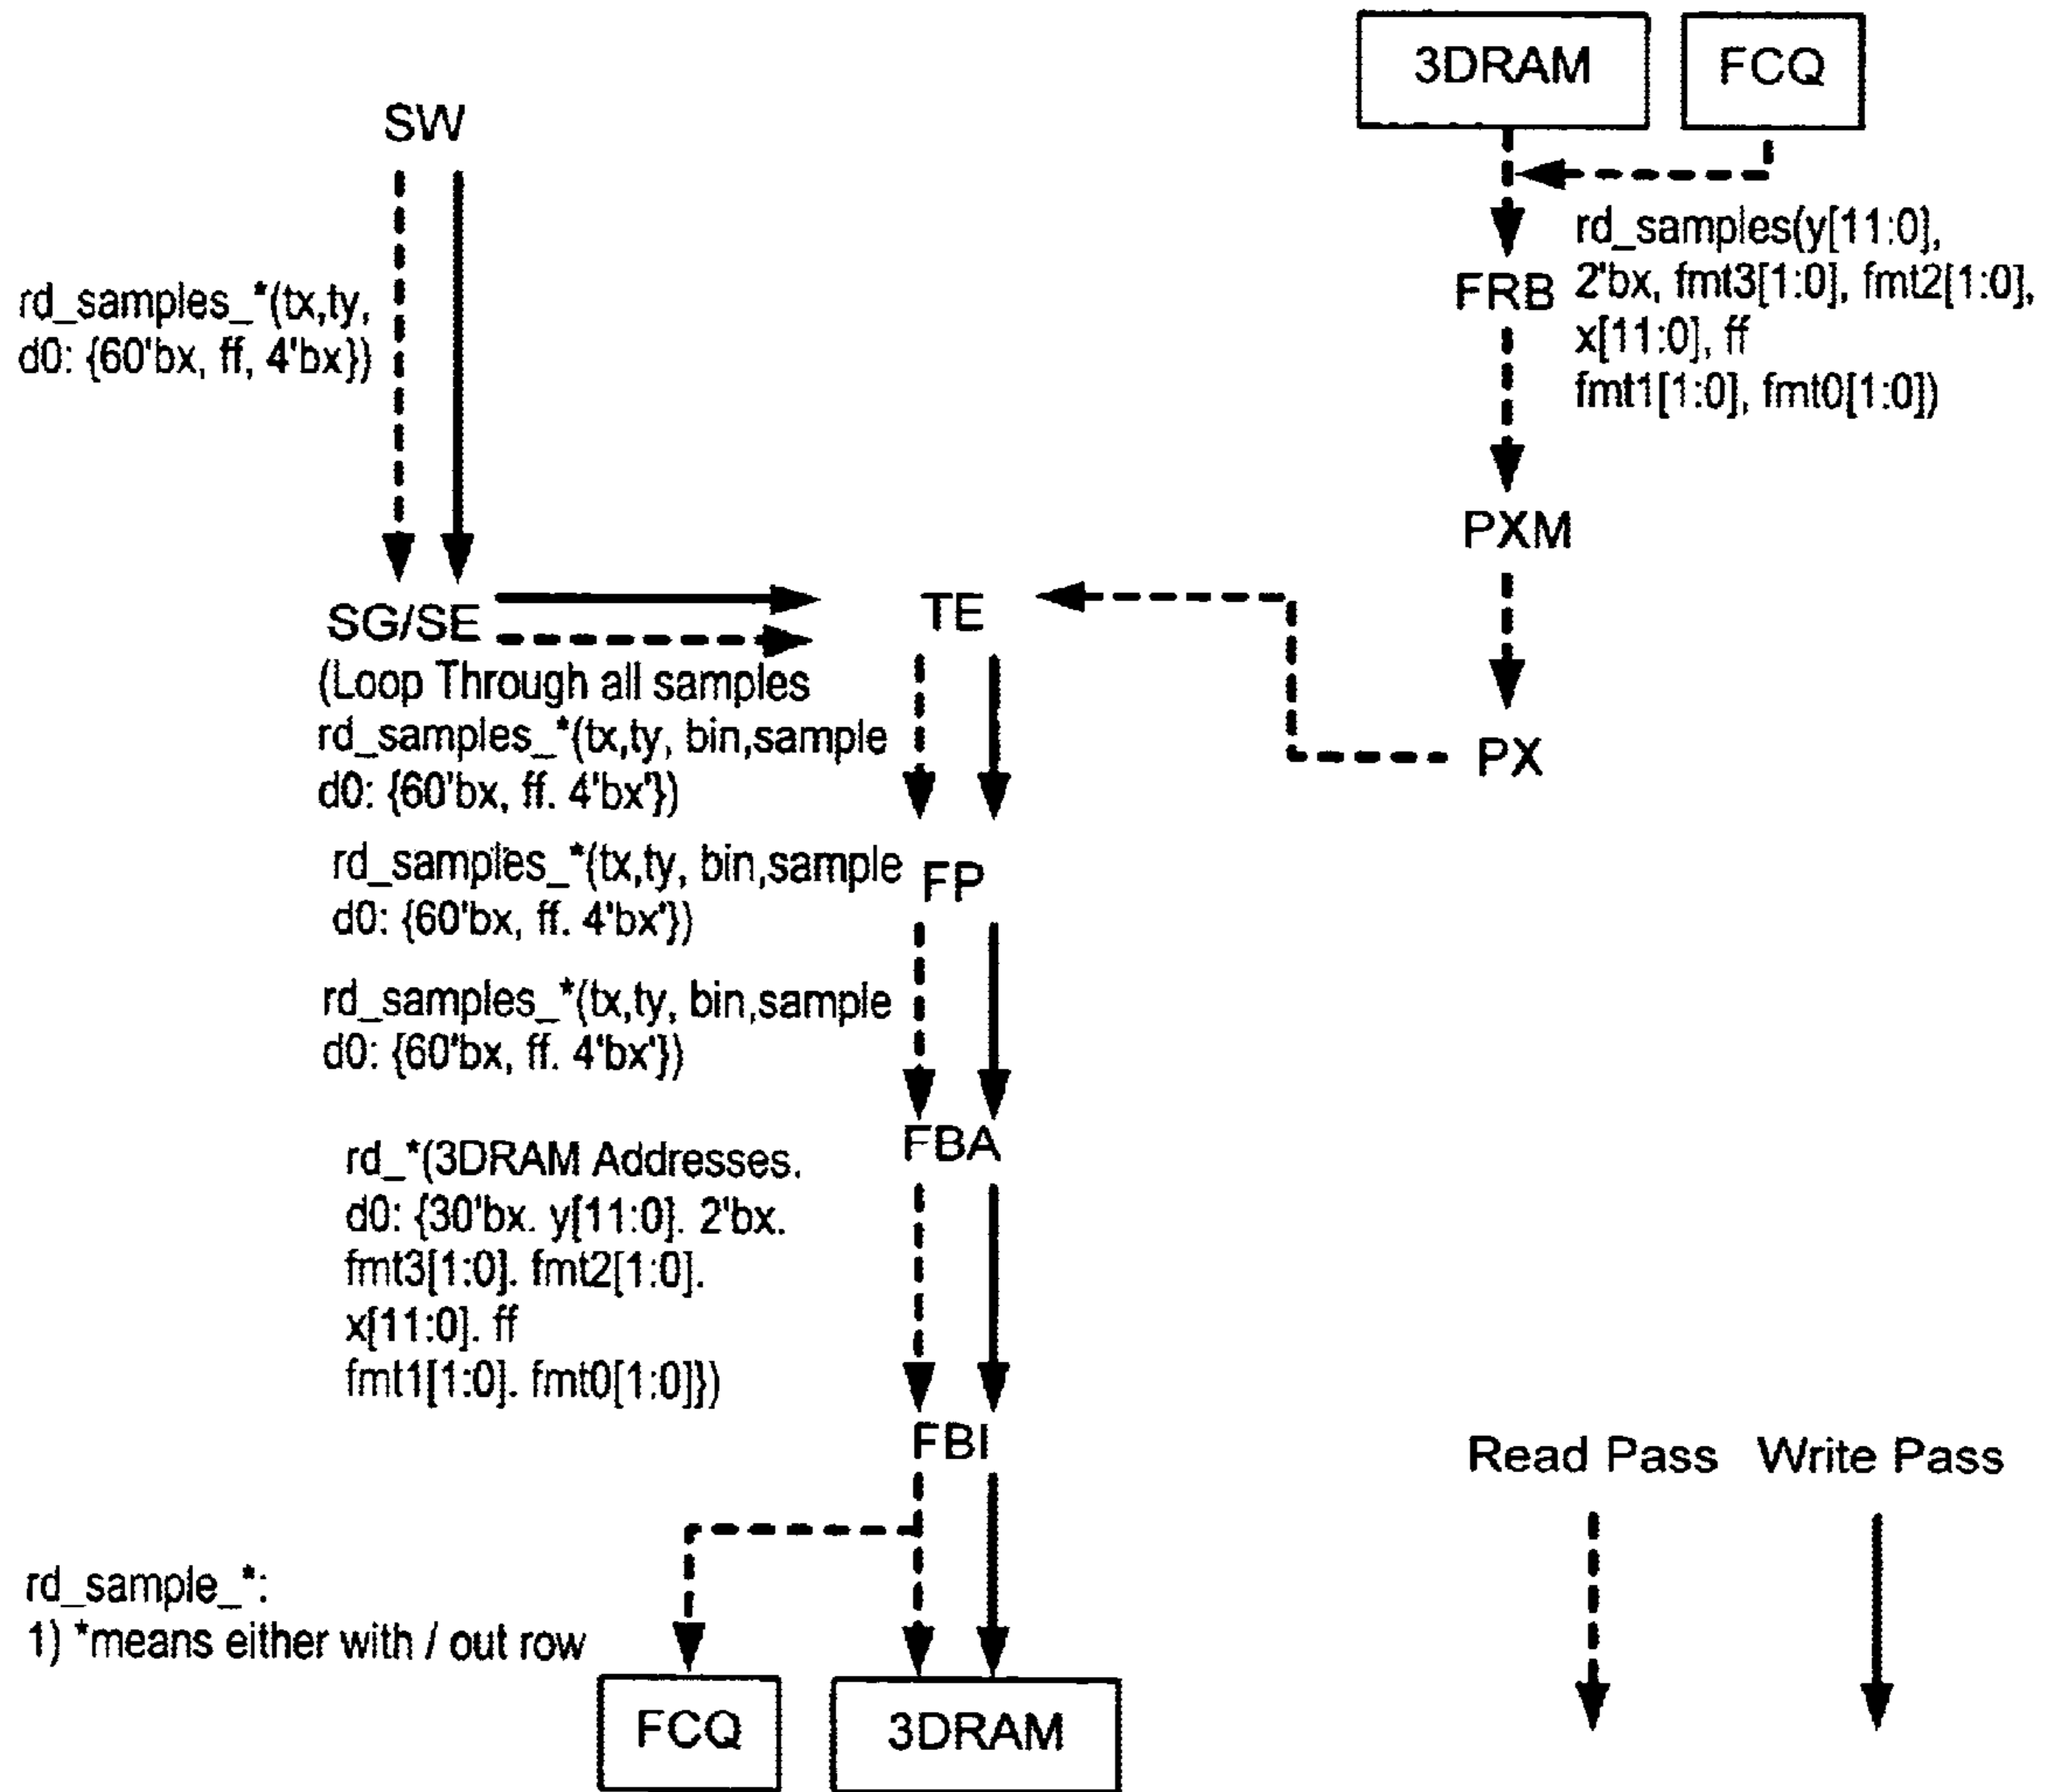 3DRAM
FCQ
SW
rd_samples_*(tx,ty,
d0: {60'bx, ff, 4'bx})
rd_samples(y[11:0],
2'bx, fmt3[1:0], fmt2[1:0],
x[11:0], ff
fmt1[1:0], fmt0[1:0])
FRB
PXM
PX
SG/SE
(Loop Through all samples
rd_samples_*(tx,ty, bin,sample
d0: {60'bx, ff. 4'bx'})
TE
rd_samples_*(tx,ty, bin,sample
d0: {60'bx, ff. 4'bx'})
FP
rd_samples_*(tx,ty, bin,sample
d0: {60'bx, ff. 4'bx'})
FBA
rd_*(3DRAM Addresses.
d0: {30'bx. y[11:0]. 2'bx.
fmt3[1:0]. fmt2[1:0].
x[11:0]. ff
fmt1[1:0]. fmt0[1:0]})
FBI
Read Pass
Write Pass
rd_sample_*:
1) *means either with / out row
FCQ
3DRAM